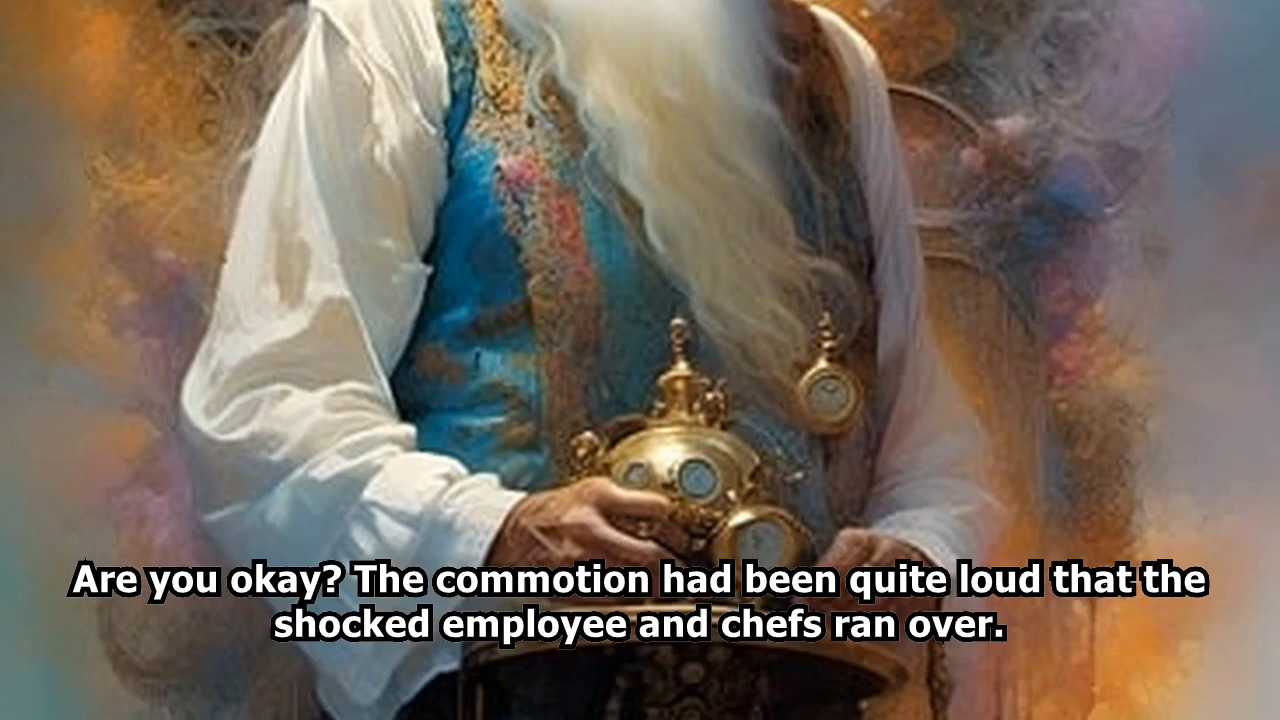 Are you okay? The commotion had been quite loud that the
shocked employee and chefs ran over.